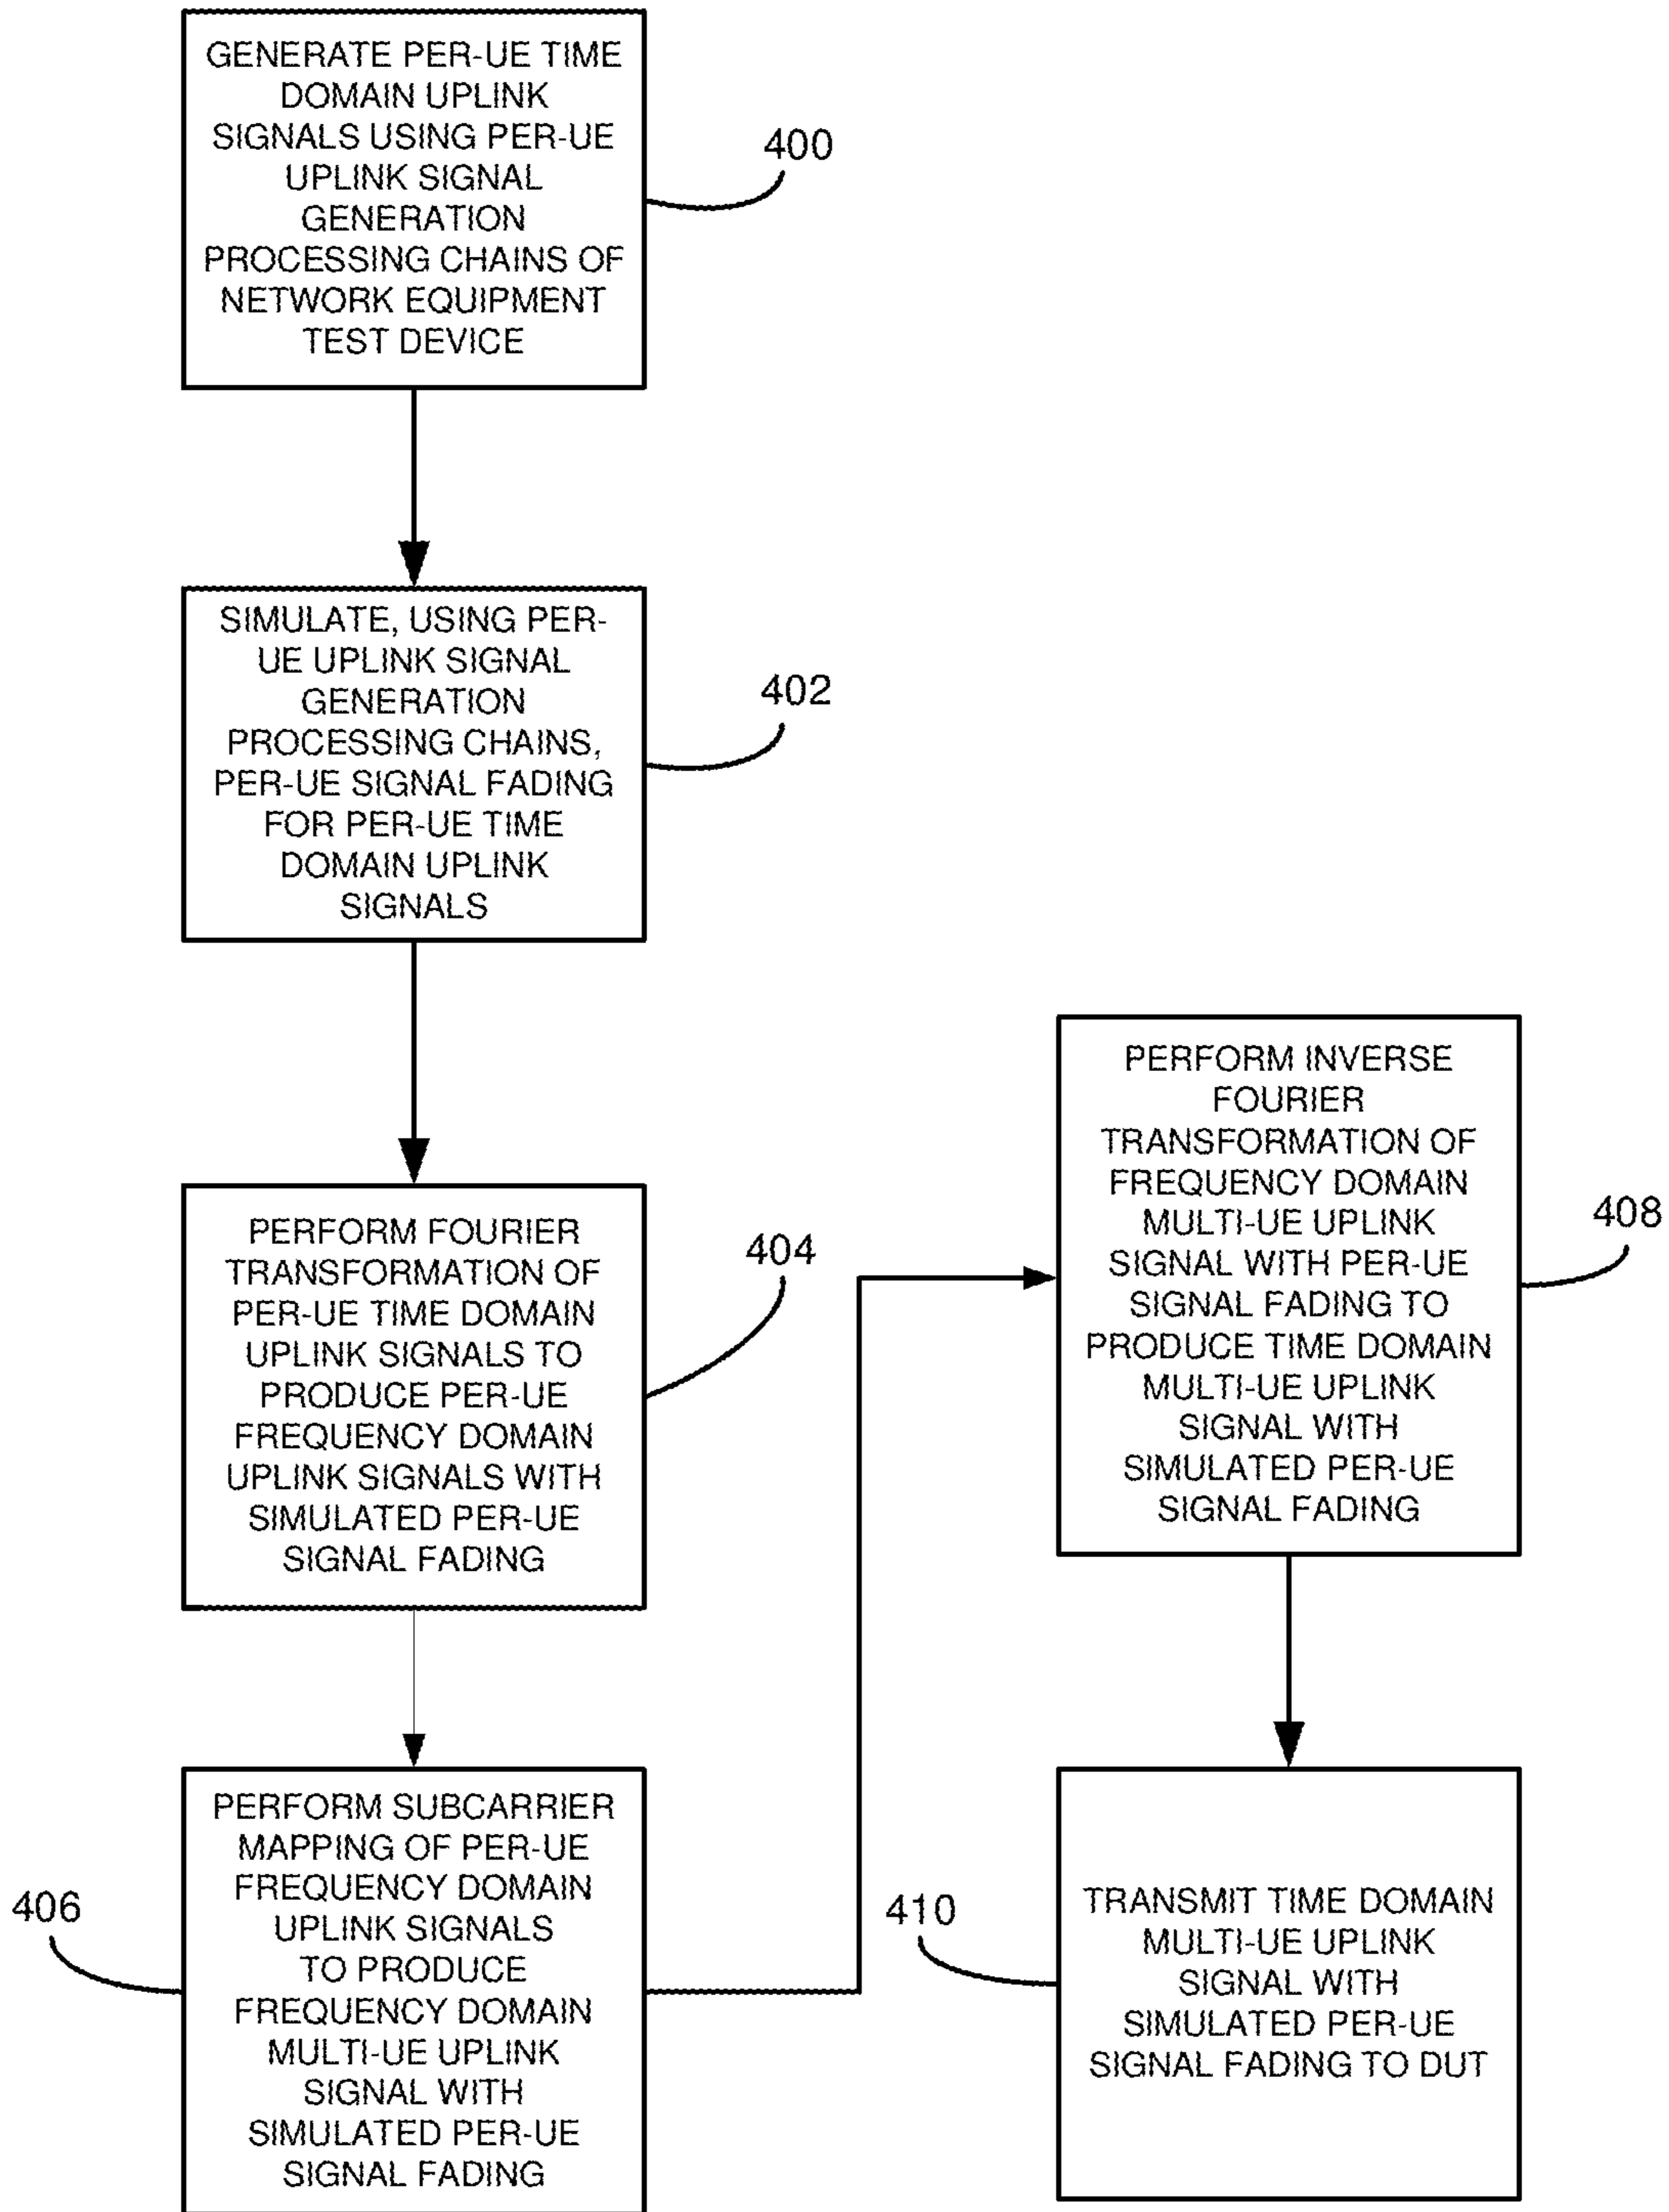 GENERATE PER-UE TIME
DOMAIN UPLINK
SIGNALS USING PER-UE
UPLINK SIGNAL
GENERATION
PROCESSING CHAINS OF
NETWORK EQUIPMENT
TEST DEVICE
400
SIMULATE, USING PER-
UE UPLINK SIGNAL
GENERATION
PROCESSING CHAINS,
PER-UE SIGNAL FADING
FOR PER-UE TIME
DOMAIN UPLINK
SIGNALS
402
PERFORM FOURIER
TRANSFORMATION OF
PER-UE TIME DOMAIN
UPLINK SIGNALS TO
PRODUCE PER-UE
FREQUENCY DOMAIN
UPLINK SIGNALS WITH
SIMULATED PER-UE
SIGNAL FADING
404
PERFORM SUBCARRIER
MAPPING OF PER-UE
FREQUENCY DOMAIN
UPLINK SIGNALS
TO PRODUCE
FREQUENCY DOMAIN
MULTI-UE UPLINK
SIGNAL WITH
SIMULATED PER-UE
SIGNAL FADING
406
PERFORM INVERSE
FOURIER
TRANSFORMATION OF
FREQUENCY DOMAIN
MULTI-UE UPLINK
SIGNAL WITH PER-UE
SIGNAL FADING TO
PRODUCE TIME DOMAIN
MULTI-UE UPLINK
SIGNAL WITH
SIMULATED PER-UE
SIGNAL FADING
408
TRANSMIT TIME DOMAIN
MULTI-UE UPLINK
SIGNAL WITH
SIMULATED PER-UE
SIGNAL FADING TO DUT
410